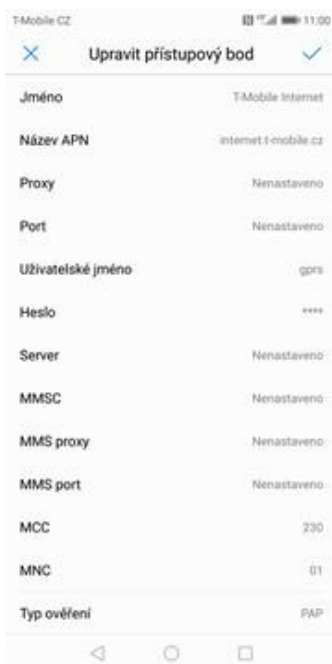 T-Mobile CZ 11:00
Upravit přístupový bod
Jméno T-Mobile Internet
Název APN internet.t-mobile.cz
Proxy Nenastaveno
Port Nenastaveno
Uživatelské jméno gprs
Heslo ****
Server Nenastaveno
MMSC Nenastaveno
MMS proxy Nenastaveno
MMS port Nenastaveno
MCC 230
MNC 01
Typ ověření PAP